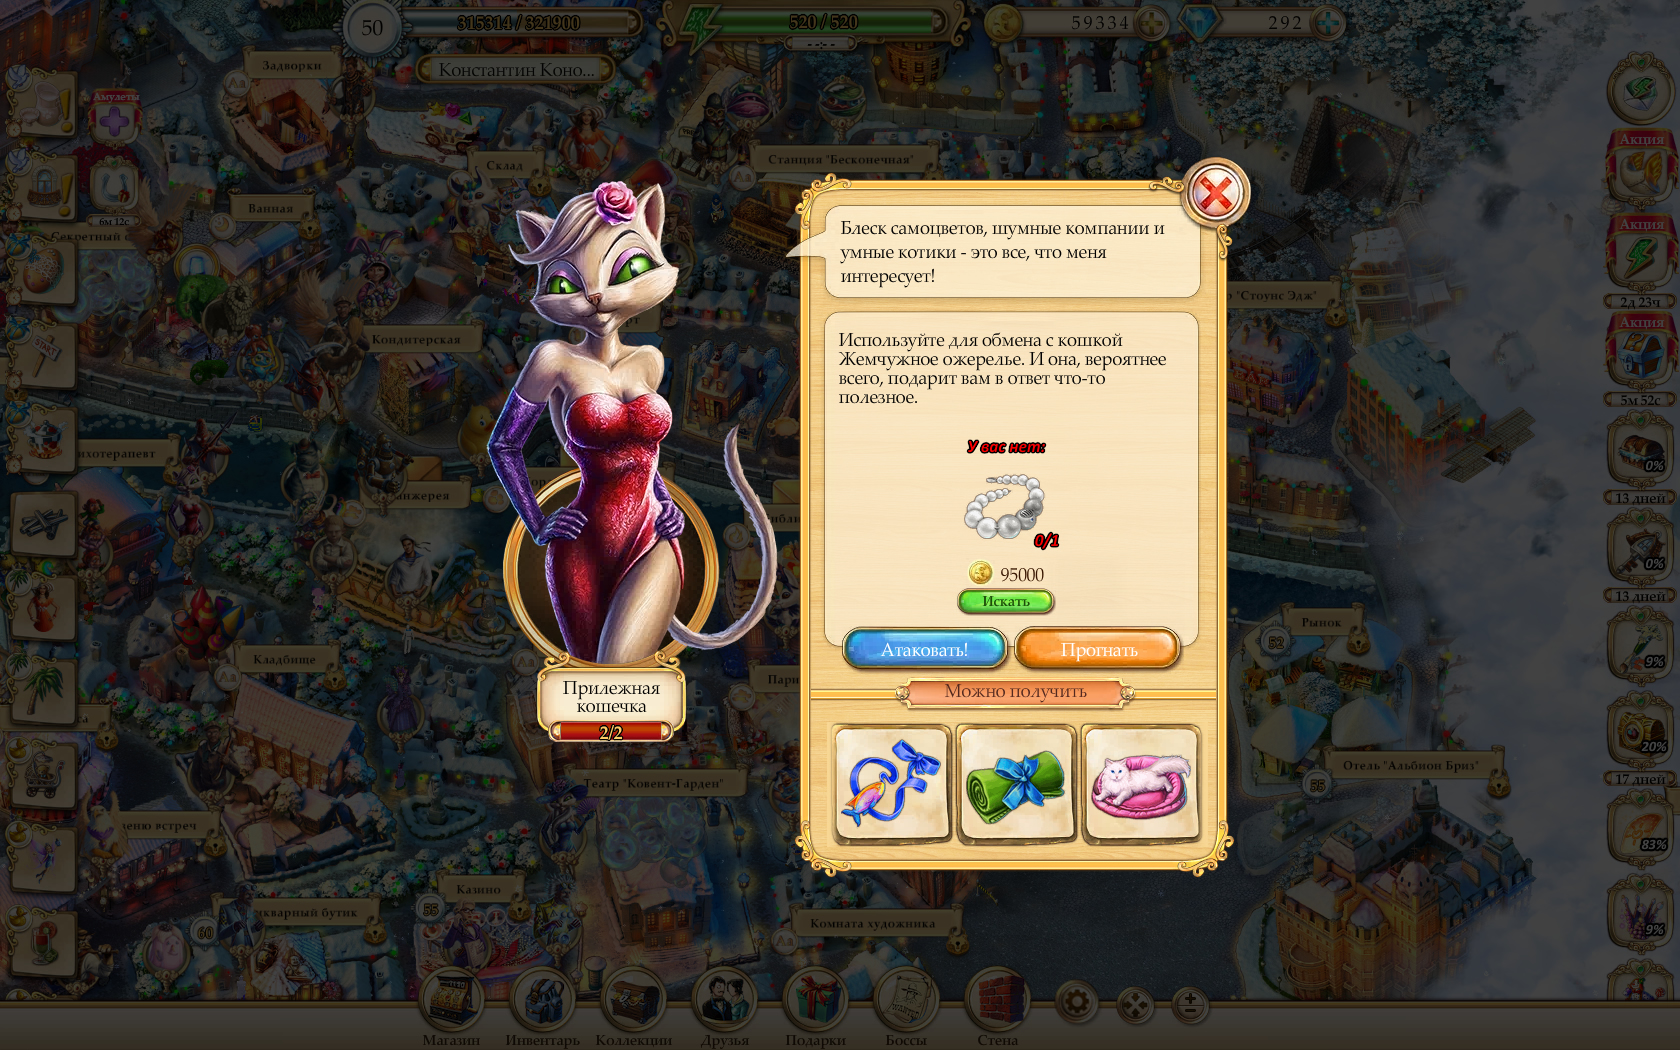 50
315314 / 321900
520 / 520
59334
292
--:--
Константин Коно...
Задворки
Амулеты
6м 12с
Склад
Станция "Бесконечная"
Ванная
Кондитерская
"Стоунс Эдж"
Акция
Акция
2д 23ч
Акция
5м 52с
0%
13 дней
0%
13 дней
9%
20%
17 дней
83%
9%
Блеск самоцветов, шумные компании и
умные котики - это все, что меня
интересует!
Используйте для обмена с кошкой
Жемчужное ожерелье. И она, вероятнее
всего, подарит вам в ответ что-то
полезное.
У вас нет:
0/1
95000
Искать
Атаковать!
Прогнать
Можно получить
Прилежная
кошечка
2/2
START
Кладбище
Рынок
52
Отель "Альбион Бриз"
55
Театр "Ковент-Гарден"
Казино
55
60
Комната художника
Магазин
Инвентарь
Коллекции
Друзья
Подарки
Боссы
Стена